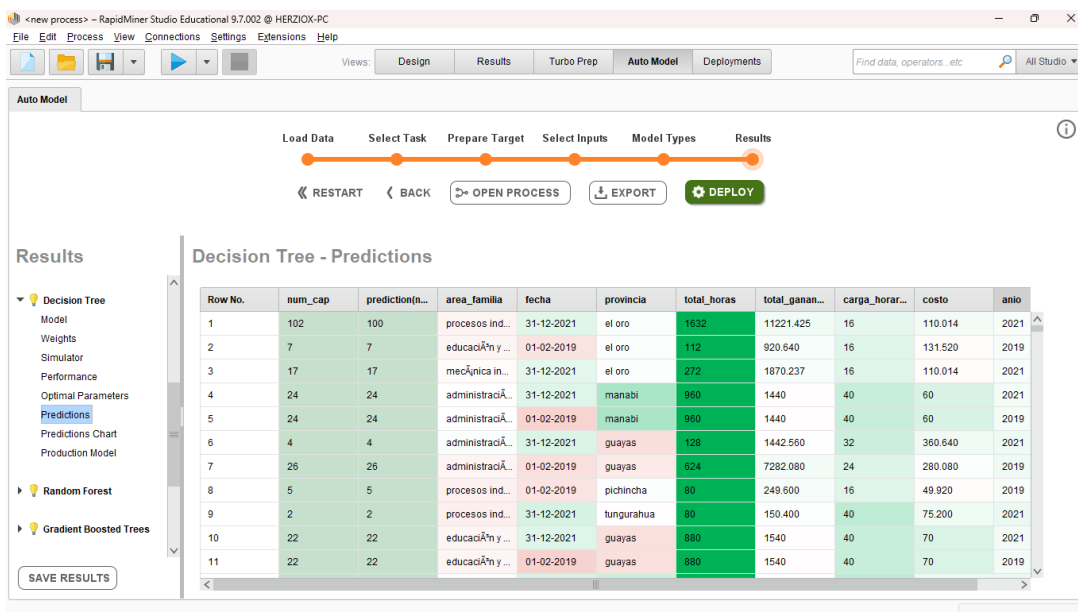 <new process> – RapidMiner Studio Educational 9.7.002 @ HERZIOX-PC
File Edit Process View Connections Settings Extensions Help
Views: Design Results Turbo Prep Auto Model Deployments Find data, operators...etc All Studio
Auto Model
Load Data Select Task Prepare Target Select Inputs Model Types Results
RESTART BACK OPEN PROCESS EXPORT DEPLOY
Results
Decision Tree
Model
Weights
Simulator
Performance
Optimal Parameters
Predictions
Predictions Chart
Production Model
Random Forest
Gradient Boosted Trees
SAVE RESULTS
Decision Tree - Predictions
Row No. num_cap prediction(n... area_familia fecha provincia total_horas total_ganan... carga_horar... costo anio
1 102 100 procesos ind... 31-12-2021 el oro 1632 11221.425 16 110.014 2021
2 7 7 educaciÃ³n y ... 01-02-2019 el oro 112 920.640 16 131.520 2019
3 17 17 mecÃ¡nica in... 31-12-2021 el oro 272 1870.237 16 110.014 2021
4 24 24 administraciÃ... 31-12-2021 manabi 960 1440 40 60 2021
5 24 24 administraciÃ... 01-02-2019 manabi 960 1440 40 60 2019
6 4 4 administraciÃ... 31-12-2021 guayas 128 1442.560 32 360.640 2021
7 26 26 administraciÃ... 01-02-2019 guayas 624 7282.080 24 280.080 2019
8 5 5 procesos ind... 01-02-2019 pichincha 80 249.600 16 49.920 2019
9 2 2 procesos ind... 31-12-2021 tungurahua 80 150.400 40 75.200 2021
10 22 22 educaciÃ³n y ... 31-12-2021 guayas 880 1540 40 70 2021
11 22 22 educaciÃ³n y ... 01-02-2019 guayas 880 1540 40 70 2019